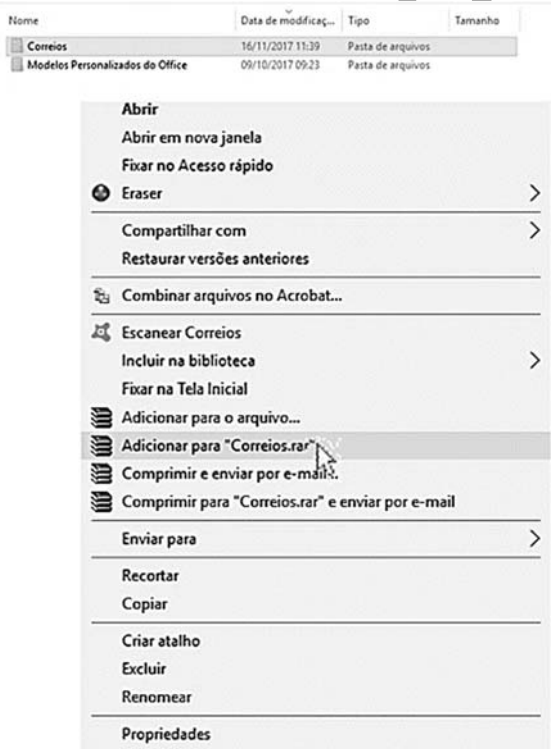 Nome Data de modificaç... Tipo Tamanho
Correios 16/11/2017 11:39 Pasta de arquivos
Modelos Personalizados do Office 09/10/2017 09:23 Pasta de arquivos
Abrir
Abrir em nova janela
Fixar no Acesso rápido
Eraser
Compartilhar com
Restaurar versões anteriores
Combinar arquivos no Acrobat...
Escanear Correios
Incluir na biblioteca
Fixar na Tela Inicial
Adicionar para o arquivo...
Adicionar para "Correios.rar"
Comprimir e enviar por e-mail...
Comprimir para "Correios.rar" e enviar por e-mail
Enviar para
Recortar
Copiar
Criar atalho
Excluir
Renomear
Propriedades